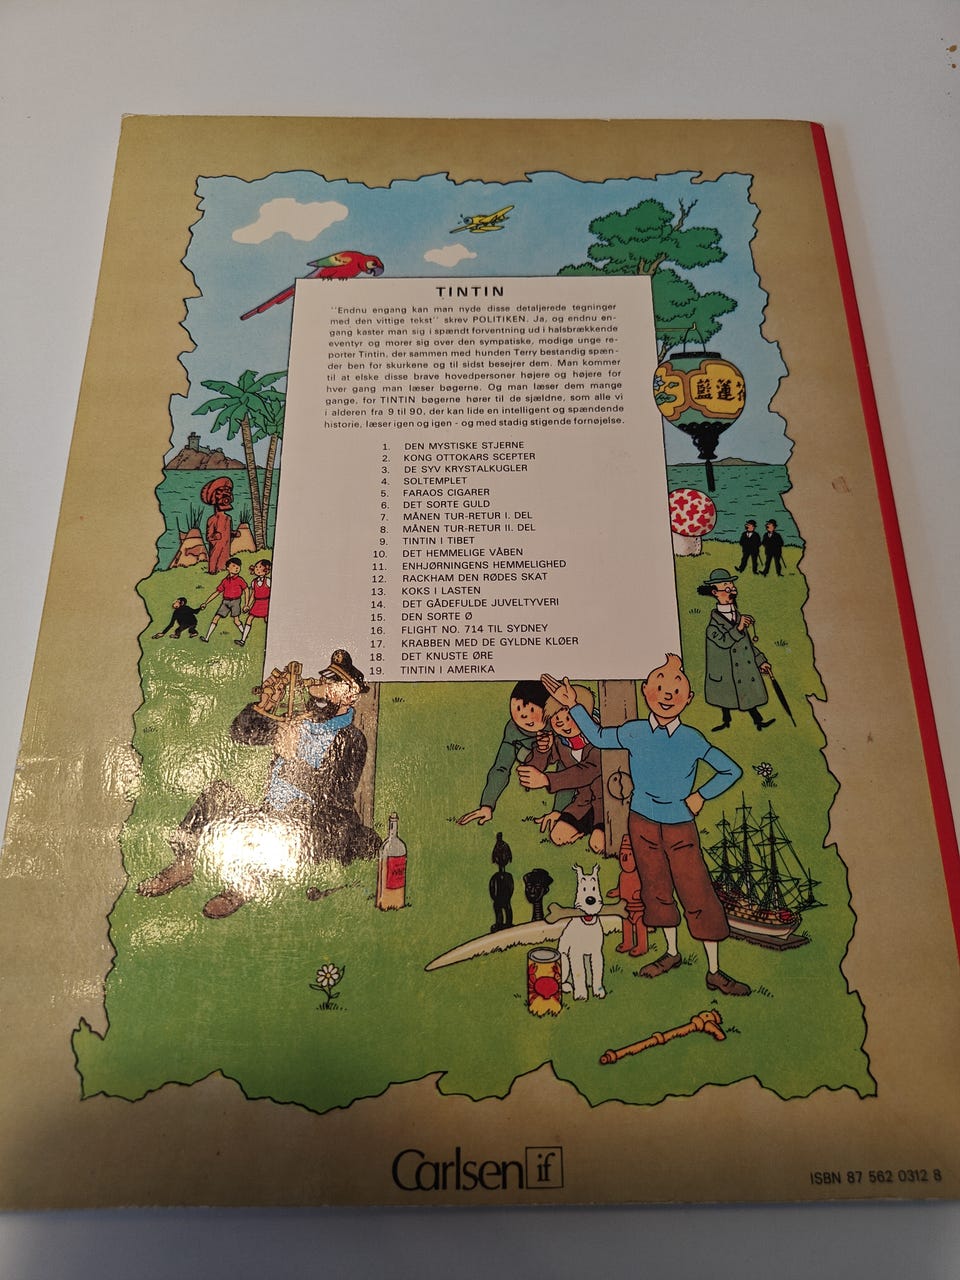 TINTIN
"Endnu engang kan man nyde disse detaljerede tegninger
med den vittige tekst" skrev POLITIKEN. Ja, og endnu en-
gang kaster man sig i spændt forventning ud i halsbrækkende
eventyr og morer sig over den sympatiske, modige unge re-
porter Tintin, der sammen med hunden Terry bestandig spæn-
der ben for skurkene og til sidst besejrer dem. Man kommer
til at elske disse brave hovedpersoner højere og højere for
hver gang man læser bøgerne. Og man læser dem mange
gange, for TINTIN bøgerne hører til de sjældne, som alle vi
i alderen fra 9 til 90, der kan lide en intelligent og spændende
historie, læser igen og igen - og med stadig stigende fornøjelse.
1. DEN MYSTISKE STJERNE
2. KONG OTTOKARS SCEPTER
3. DE SYV KRYSTALKUGLER
4. SOLTEMPLET
5. FARAOS CIGARER
6. DET SORTE GULD
7. MÅNEN TUR-RETUR I. DEL
8. MÅNEN TUR-RETUR II. DEL
9. TINTIN I TIBET
10. DET HEMMELIGE VÅBEN
11. ENHJØRNINGENS HEMMELIGHED
12. RACKHAM DEN RØDES SKAT
13. KOKS I LASTEN
14. DET GÅDEFULDE JUVELTYVERI
15. DEN SORTE Ø
16. FLIGHT NO. 714 TIL SYDNEY
17. KRABBEN MED DE GYLDNE KLØER
18. DET KNUSTE ØRE
19. TINTIN I AMERIKA
藍蓮
Carlsen if
ISBN 87 562 0312 8